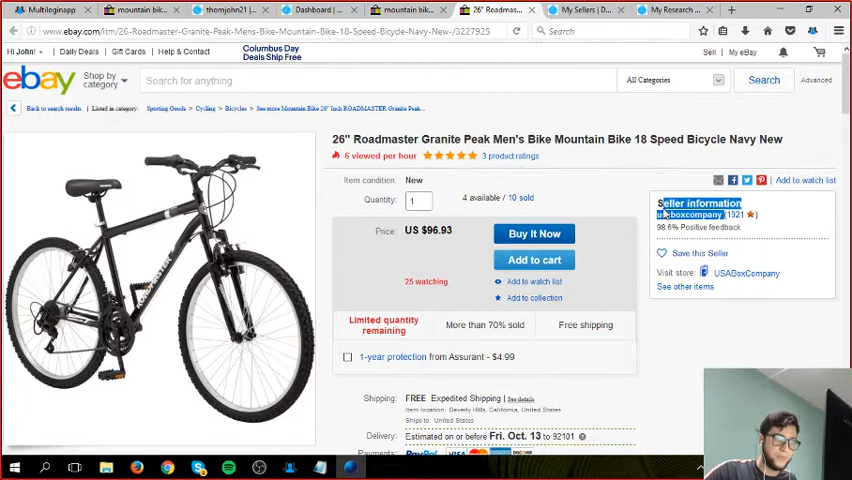 Multiloginapp
mountain bik...
thornjohn21 | ...
Dashboard | ...
mountain bik...
26" Roadmas...
My Sellers | D...
My Research ...
www.ebay.com/itm/26-Roadmaster-Granite-Peak-Mens-Bike-Mountain-Bike-18-Speed-Bicycle-Navy-New-/3227925
Search
Hi John!
Daily Deals
Gift Cards
Help & Contact
Columbus Day
Deals Ship Free
Sell
My eBay
ebay
Shop by
category
Search for anything
All Categories
Search
Advanced
Back to search results
Listed in category:
Sporting Goods
Cycling
Bicycles
See more Mountain Bike 26" Inch ROADMASTER Granite Peak...
26" Roadmaster Granite Peak Men's Bike Mountain Bike 18 Speed Bicycle Navy New
6 viewed per hour
3 product ratings
Add to watch list
Item condition: New
Quantity: 1
4 available / 10 sold
Price: US $96.93
Buy It Now
Add to cart
25 watching
Add to watch list
Add to collection
Limited quantity
remaining
More than 70% sold
Free shipping
1-year protection from Assurant - $4.99
Shipping: FREE Expedited Shipping | See details
Item location: Beverly Hills, California, United States
Ships to: United States
Delivery: Estimated on or before Fri. Oct. 13 to 92101
PayPal VISA DISCOVER
Seller information
usaboxcompany (1921 )
98.6% Positive feedback
Save this Seller
Visit store: USABoxCompany
See other items
ROADMASTER